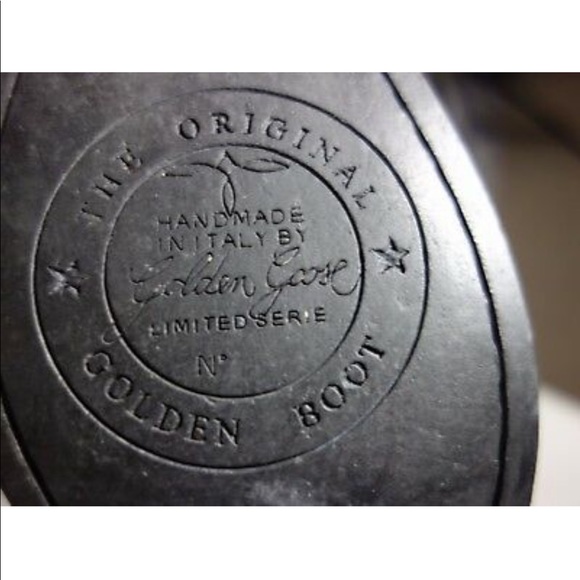 THE ORIGINAL
HANDMADE
IN ITALY BY
Golden Goose
LIMITED SERIE
N°
GOLDEN BOOT